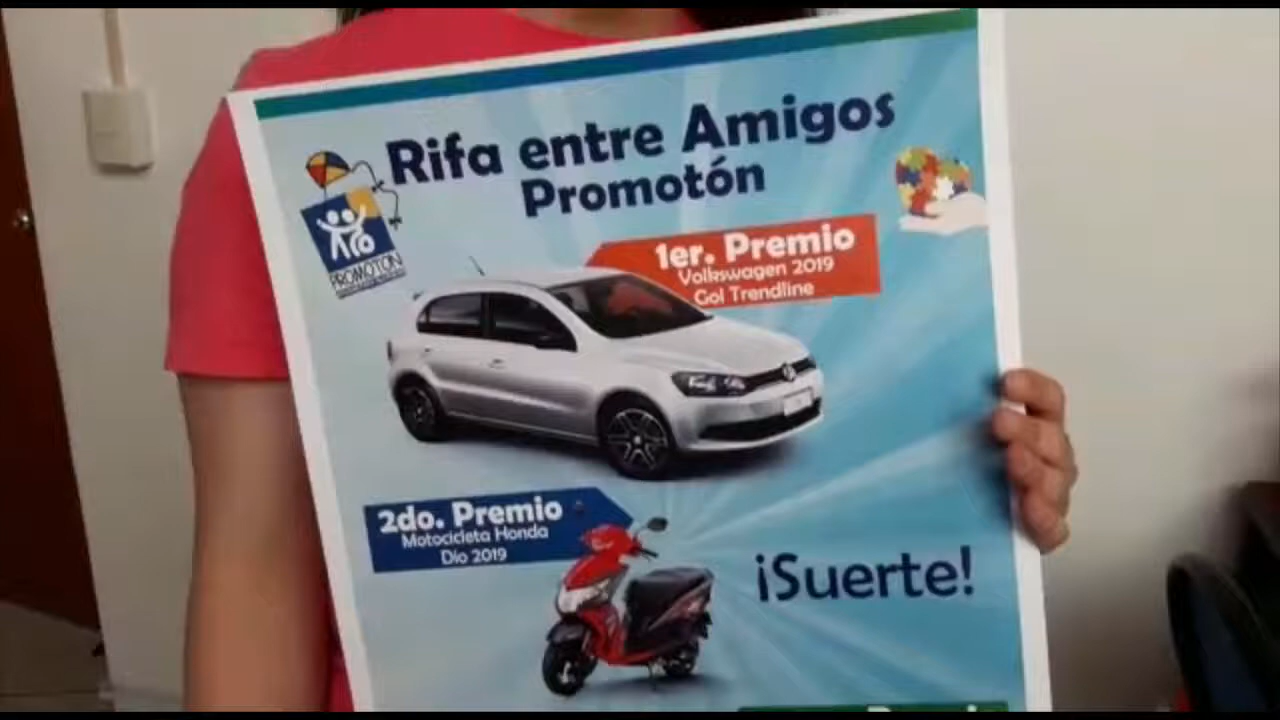 Rifa entre Amigos
Promotón
PROMOTON
1er. Premio
Volkswagen 2019
Gol Trendline
2do. Premio
Motocicleta Honda
Dio 2019
¡Suerte!